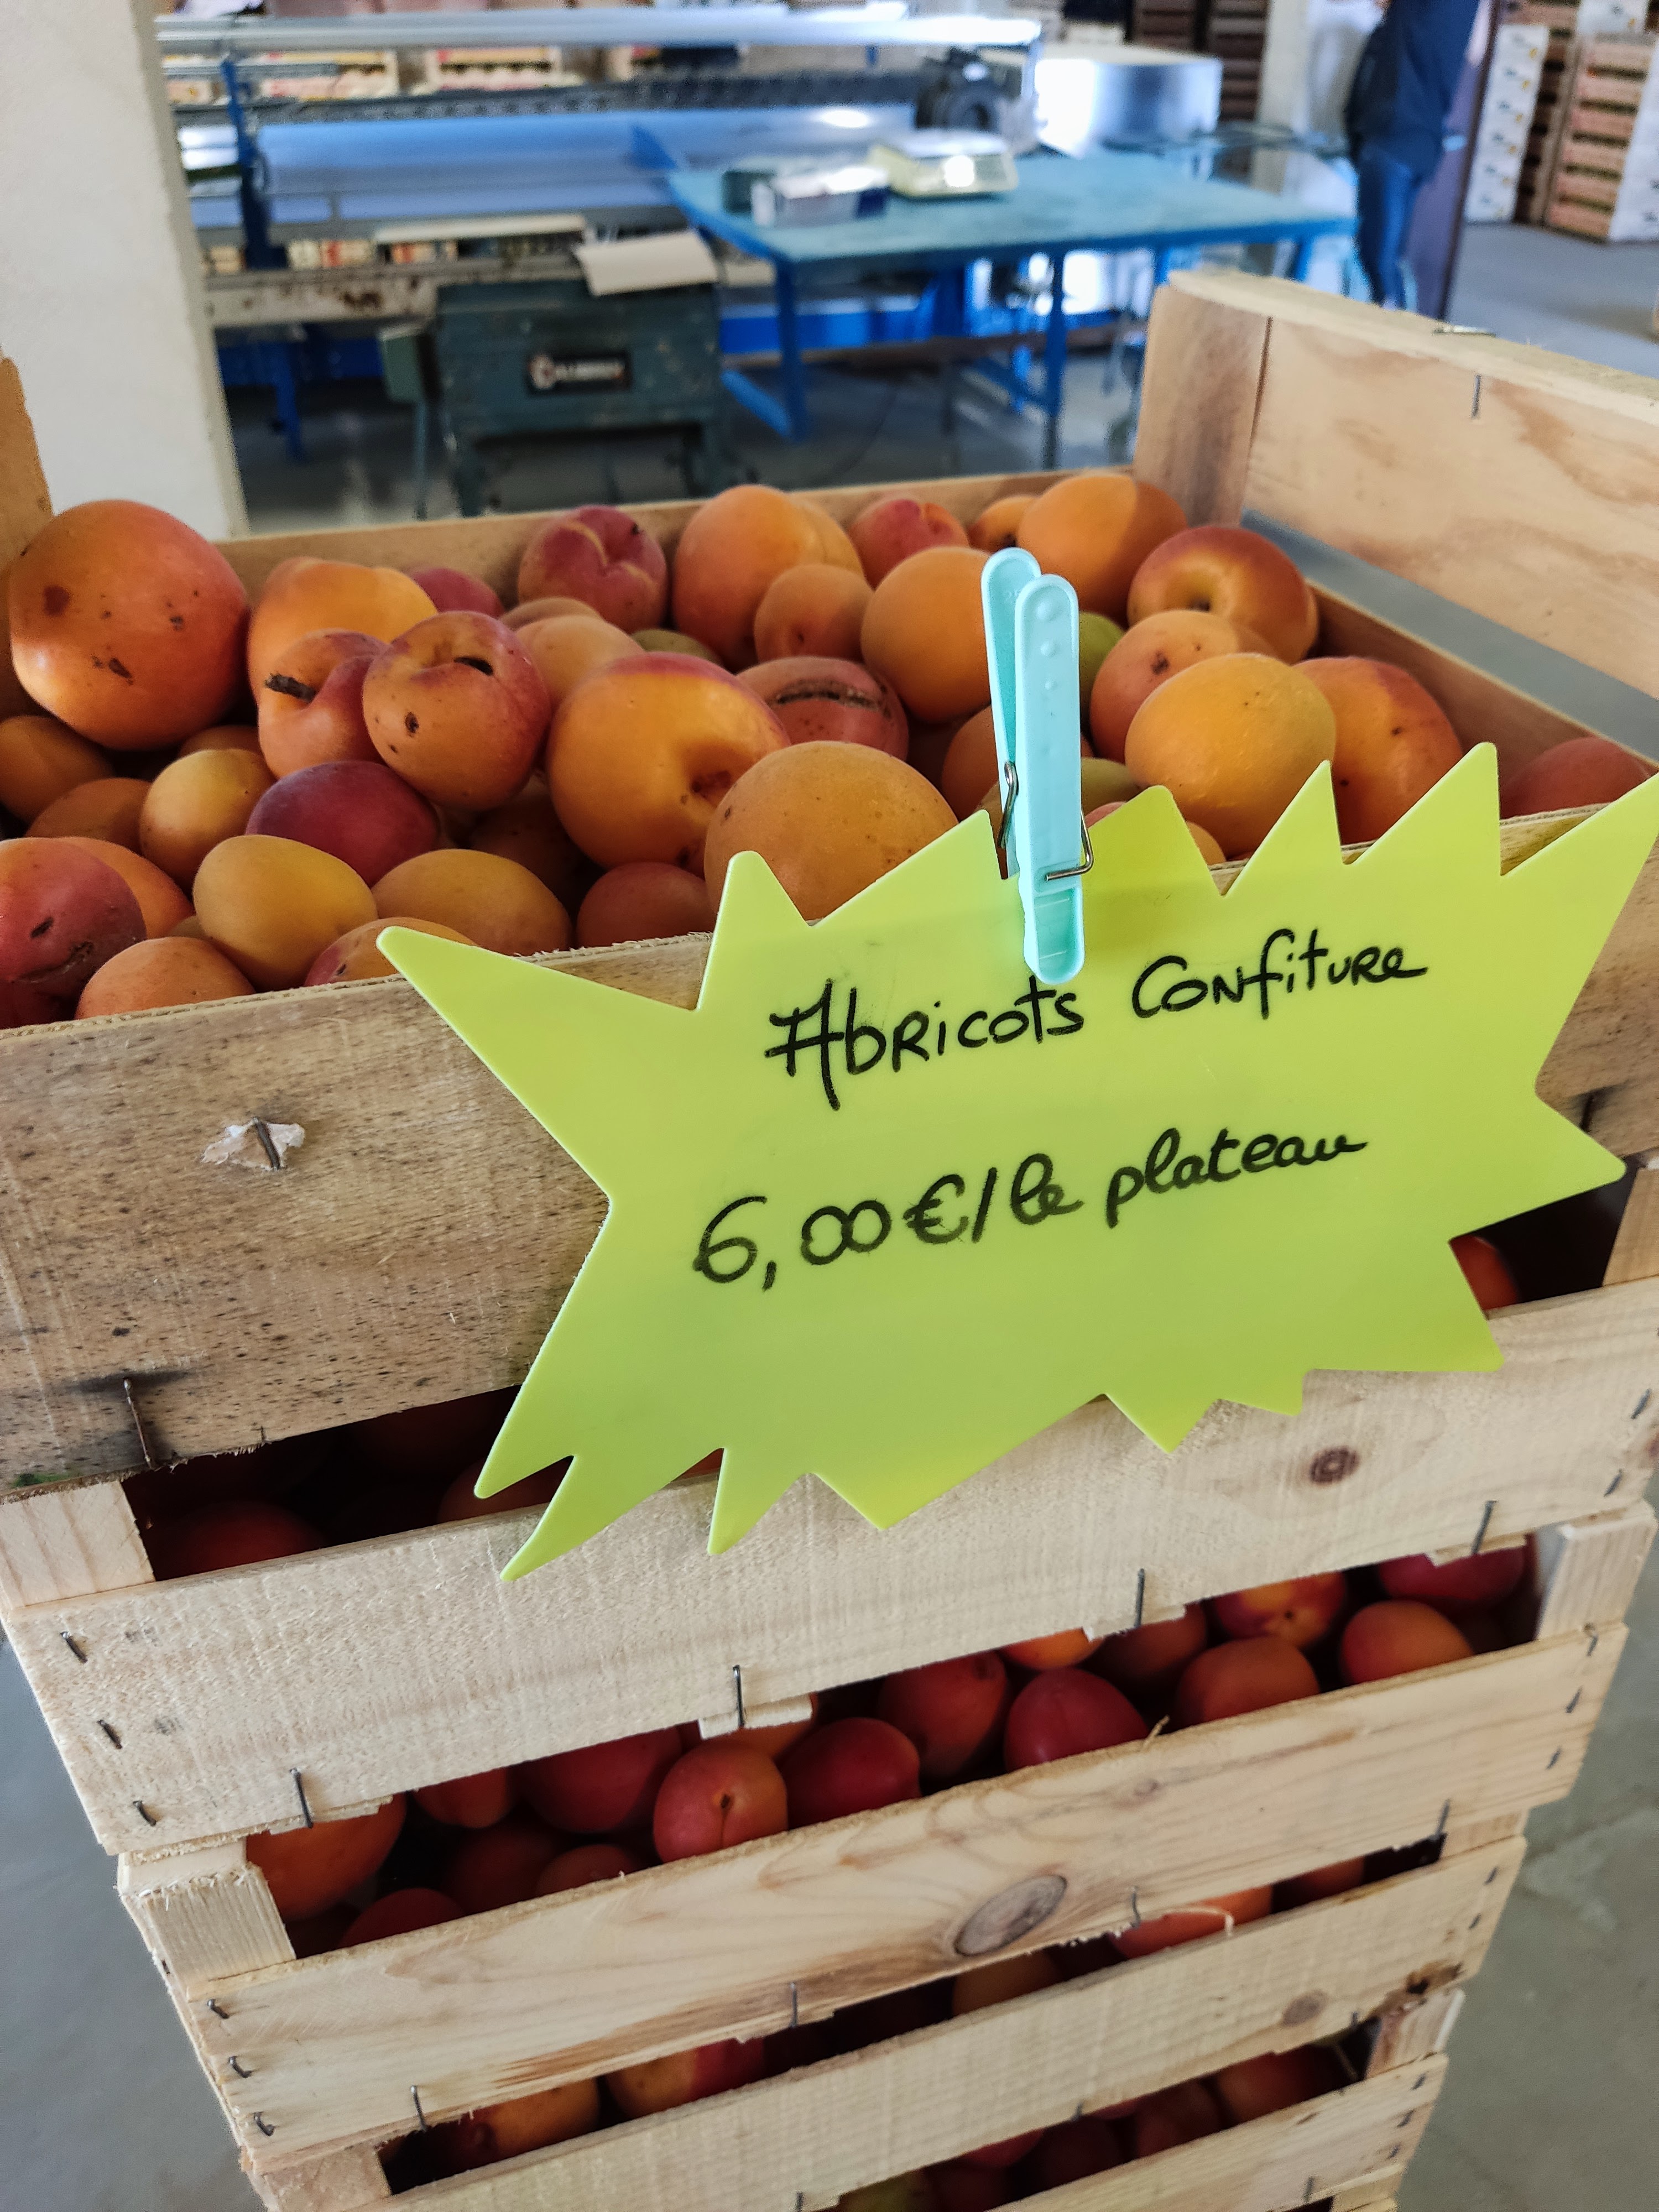 Abricots Confiture
6,00€/le plateau